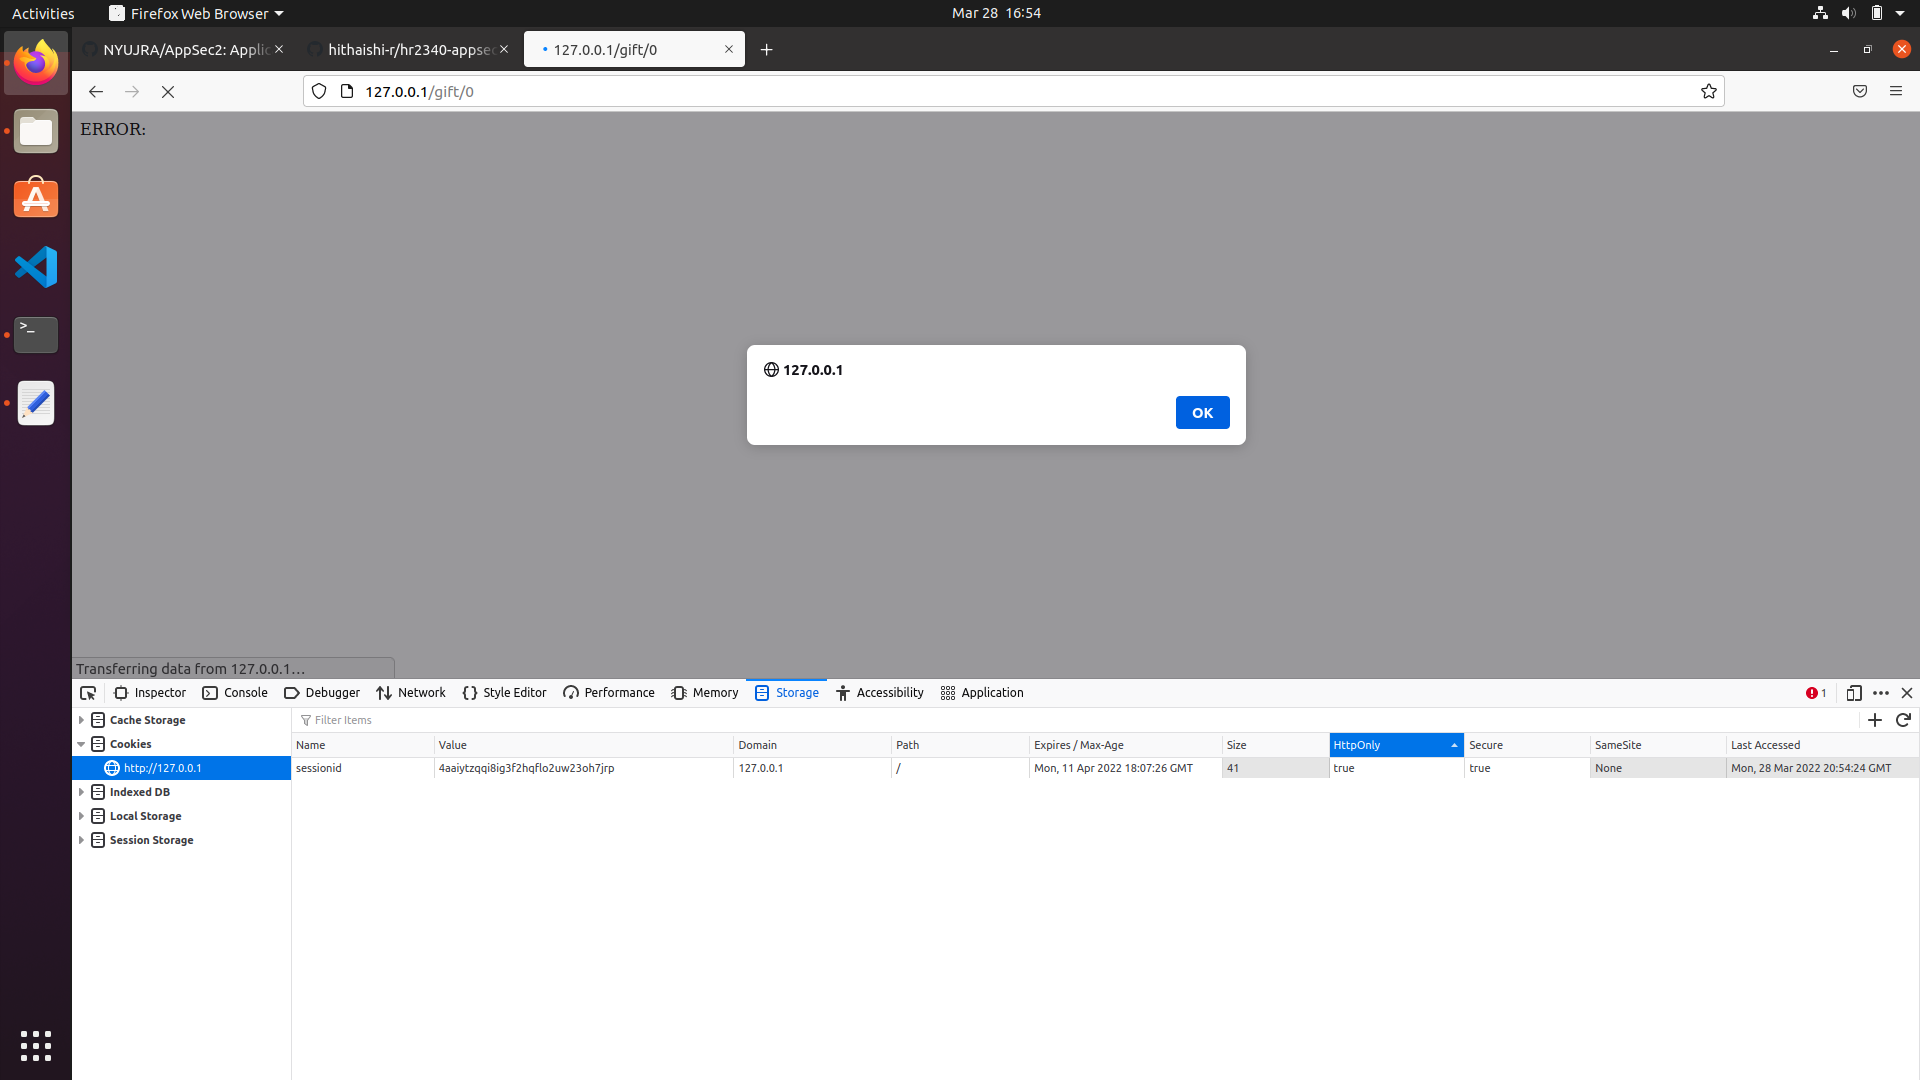 Activities
Firefox Web Browser
Mar 28 16:54
NYUJRA/AppSec2: Applic
hithaishi-r/hr2340-appsec
127.0.0.1/gift/0
127.0.0.1/gift/0
ERROR:
127.0.0.1
OK
Transferring data from 127.0.0.1…
Inspector
Console
Debugger
Network
Style Editor
Performance
Memory
Storage
Accessibility
Application
1
Cache Storage
Cookies
http://127.0.0.1
Indexed DB
Local Storage
Session Storage
Filter Items
Name Value Domain Path Expires / Max-Age Size HttpOnly Secure SameSite Last Accessed
sessionid 4aaiytzqqi8ig3f2hqflo2uw23oh7jrp 127.0.0.1 / Mon, 11 Apr 2022 18:07:26 GMT 41 true true None Mon, 28 Mar 2022 20:54:24 GMT